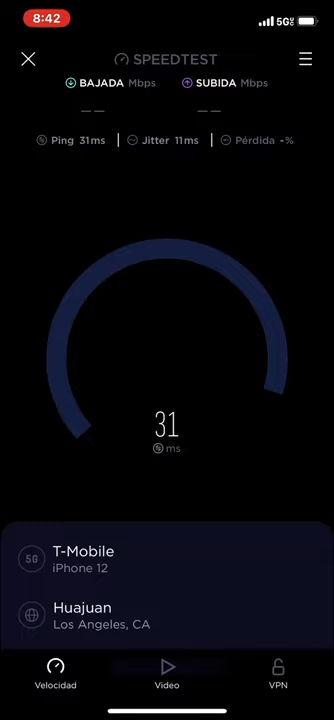 8:42
5G UC
SPEEDTEST
BAJADA Mbps SUBIDA Mbps
— — — —
Ping 31ms | Jitter 11ms | Pérdida -%
31
ms
5G
T-Mobile
iPhone 12
Huajuan
Los Angeles, CA
Velocidad Video VPN